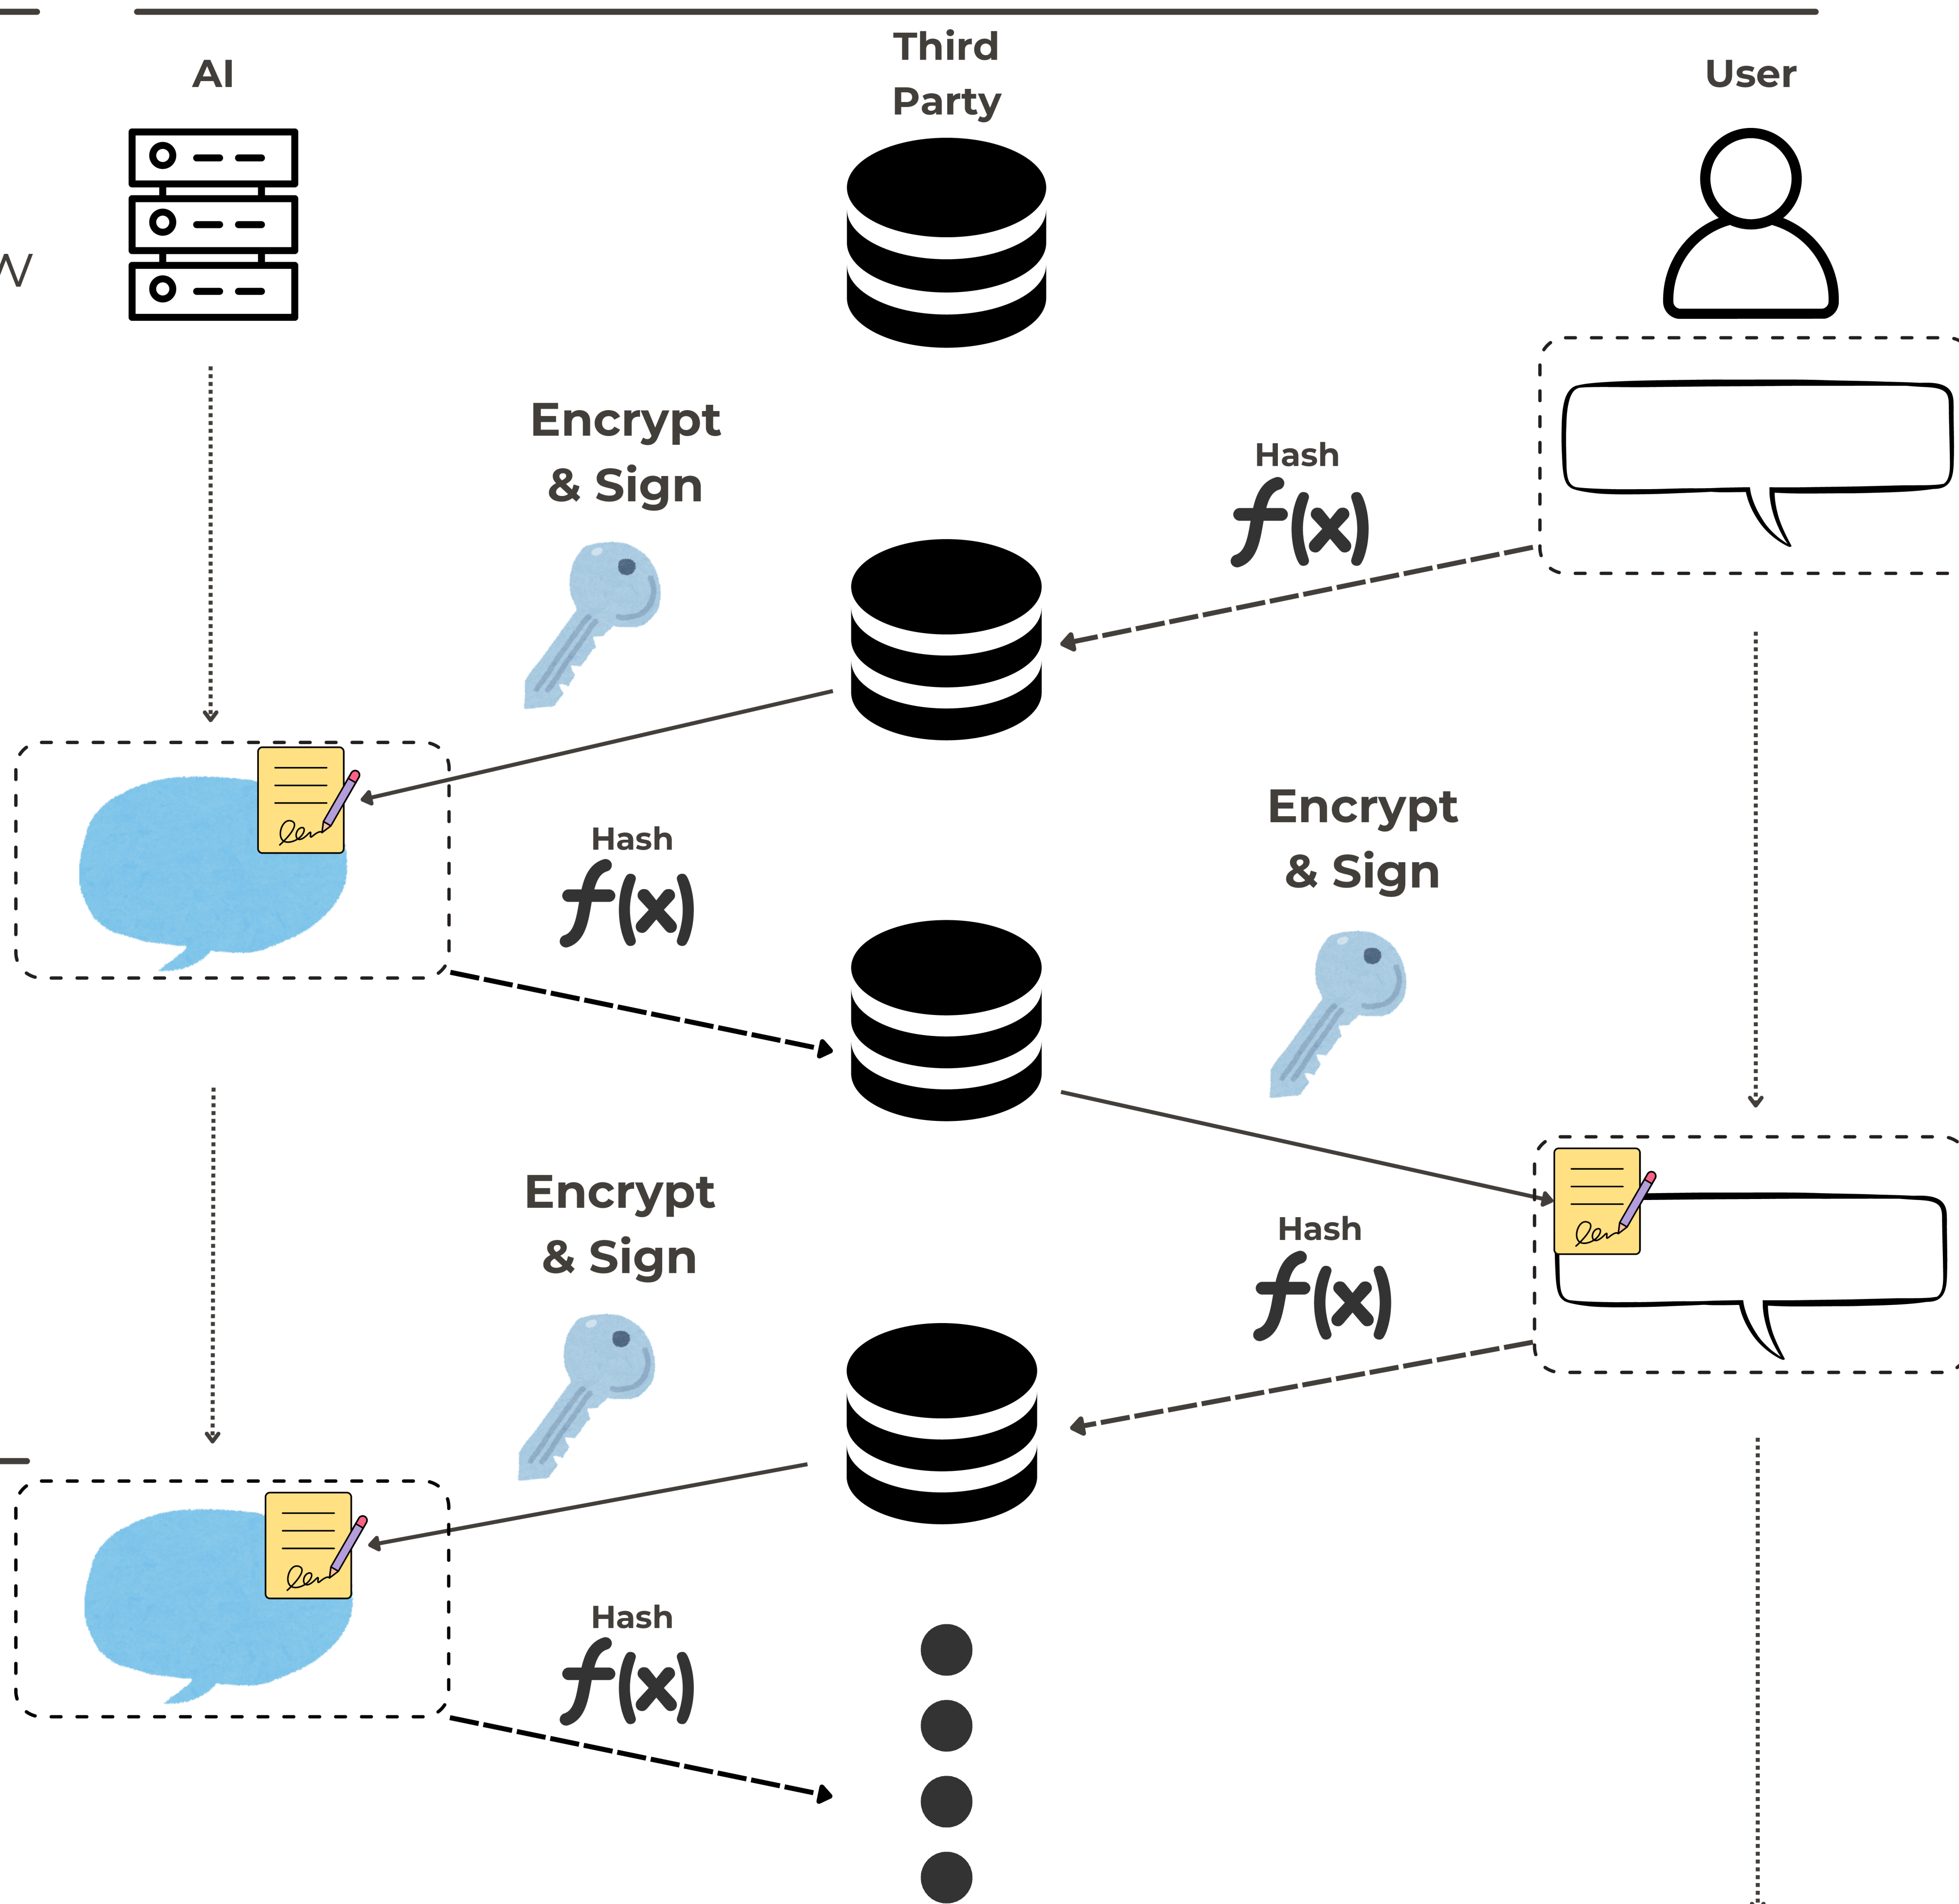 AI
Third
Party
User
W
Encrypt
& Sign
Hash
f(x)
Encrypt
& Sign
Hash
f(x)
Encrypt
& Sign
Hash
f(x)
Hash
f(x)